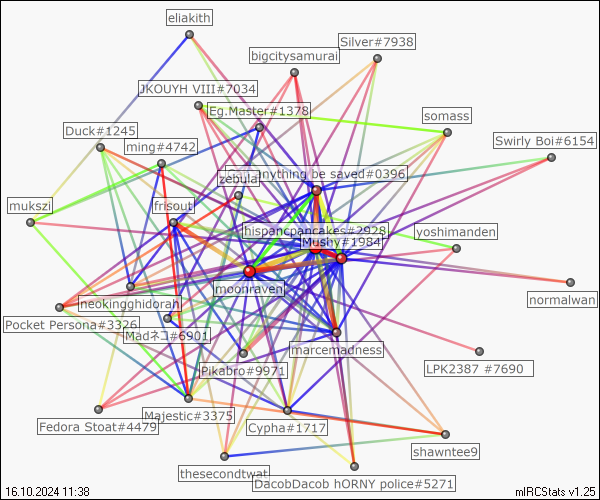 eliakith
Silver#7938
bigcitysamurai
JKOUYH VIII#7034
Eg.Master#1378
somass
Duck#1245
Swirly Boi#6154
ming#4742
zebulai
nything be saved#0396
mukszi
frisout
hispancpancakes#2928
yoshimanden
Mushy#1984
moonraven
neokingghidorah
normalwan
Pocket Persona#3326
Madネコ#6901
marcemadness
Pikabro#9971
LPK2387 #7690
Majestic#3375
Fedora Stoat#4479
Cypha#1717
shawntee9
thesecondtwat
DacobDacob hORNY police#5271
16.10.2024 11:38
mIRCStats v1.25